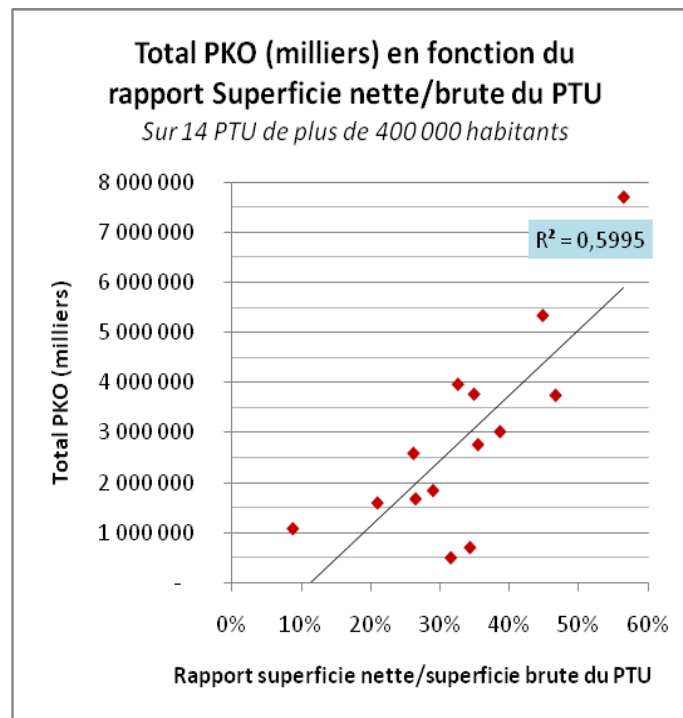 Total PKO (milliers) en fonction du
rapport Superficie nette/brute du PTU
Sur 14 PTU de plus de 400 000 habitants
8 000 000
7 000 000
R² = 0,5995
6 000 000
5 000 000
4 000 000
3 000 000
2 000 000
1 000 000
-
Total PKO (milliers)
0% 10% 20% 30% 40% 50% 60%
Rapport superficie nette/superficie brute du PTU